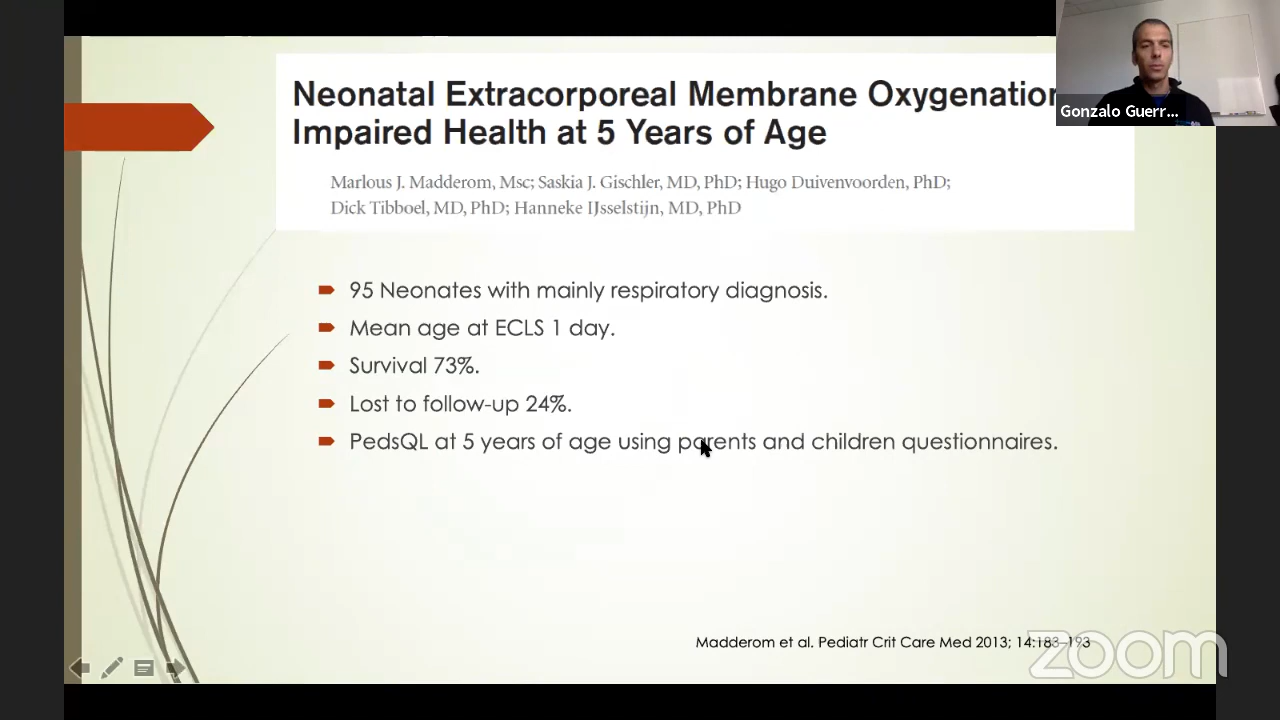 Neonatal Extracorporeal Membrane Oxygenation
Impaired Health at 5 Years of Age
Marlous J. Madderom, Msc; Saskia J. Gischler, MD, PhD; Hugo Duivenvoorden, PhD;
Dick Tibboel, MD, PhD; Hanneke IJsselstijn, MD, PhD
Gonzalo Guerr...
95 Neonates with mainly respiratory diagnosis.
Mean age at ECLS 1 day.
Survival 73%.
Lost to follow-up 24%.
PedsQL at 5 years of age using parents and children questionnaires.
Madderom et al. Pediatr Crit Care Med 2013; 14:183–193
zoom